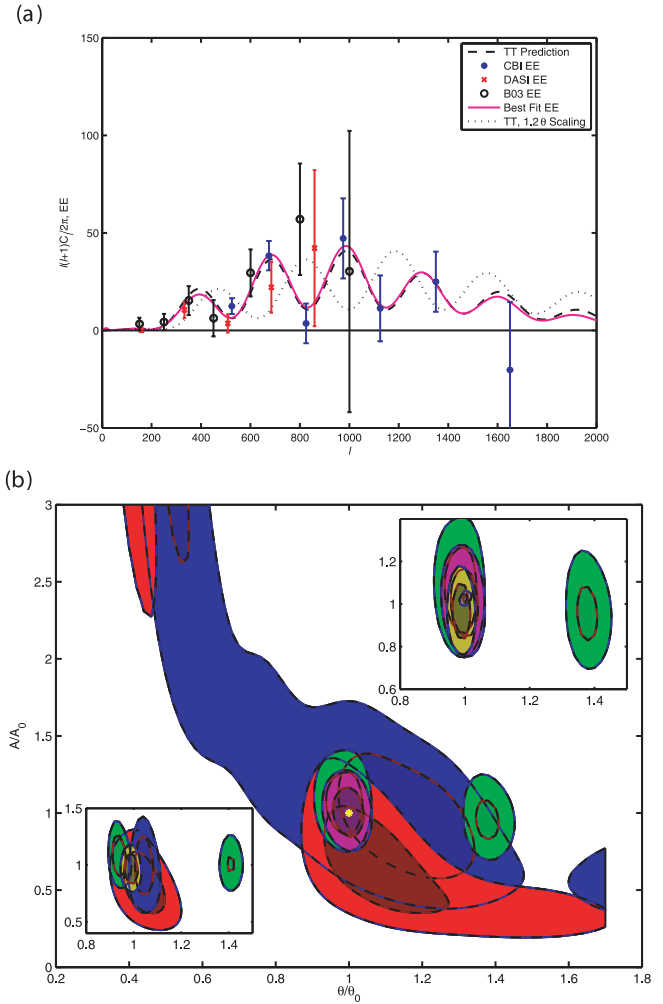 (a)
150
100
50
0
−50
l(l+1)C/2π, EE
TT Prediction
CBI EE
DASI EE
B03 EE
Best Fit EE
TT, 1.2θ Scaling
0 200 400 600 800 1000 1200 1400 1600 1800 2000
l
(b)
3
2.5
2
1.5
1
0.5
0
A/A0
1.2
1
0.8
0.6
0.8 1 1.2 1.4
1.5
1
0.5
0.8 1 1.2 1.4 1.6
0.2 0.4 0.6 0.8 1 1.2 1.4 1.6 1.8
θ/θ0